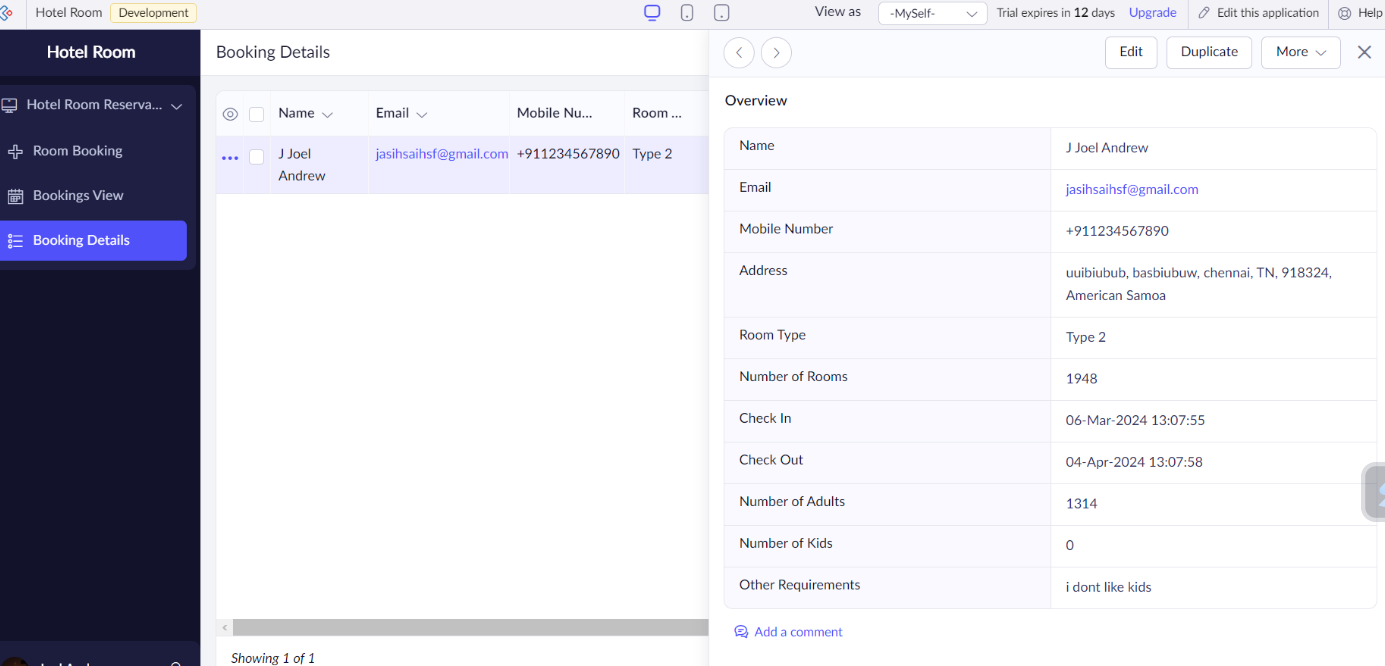 Hotel Room Development View as -MySelf- Trial expires in 12 days Upgrade Edit this application Help
Hotel Room
Hotel Room Reserva...
Room Booking
Bookings View
Booking Details
Booking Details
Name Email Mobile Nu... Room ...
J Joel
Andrew
jasihsaihsf@gmail.com
+911234567890
Type 2
Showing 1 of 1
Edit Duplicate More
Overview
Name J Joel Andrew
Email jasihsaihsf@gmail.com
Mobile Number +911234567890
Address uuibiubub, basbiubuw, chennai, TN, 918324,
American Samoa
Room Type Type 2
Number of Rooms 1948
Check In 06-Mar-2024 13:07:55
Check Out 04-Apr-2024 13:07:58
Number of Adults 1314
Number of Kids 0
Other Requirements i dont like kids
Add a comment